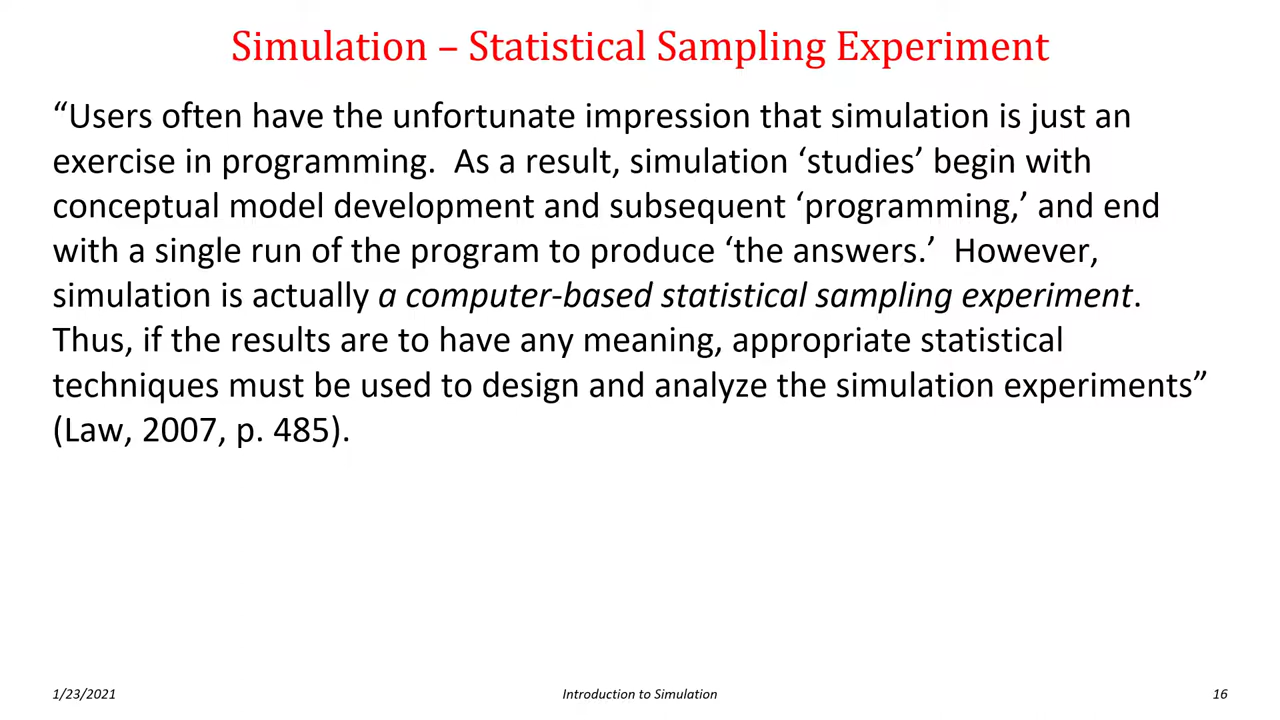 Simulation – Statistical Sampling Experiment
“Users often have the unfortunate impression that simulation is just an
exercise in programming.  As a result, simulation ‘studies’ begin with
conceptual model development and subsequent ‘programming,’ and end
with a single run of the program to produce ‘the answers.’  However,
simulation is actually a computer-based statistical sampling experiment.
Thus, if the results are to have any meaning, appropriate statistical
techniques must be used to design and analyze the simulation experiments”
(Law, 2007, p. 485).
1/23/2021
Introduction to Simulation
16